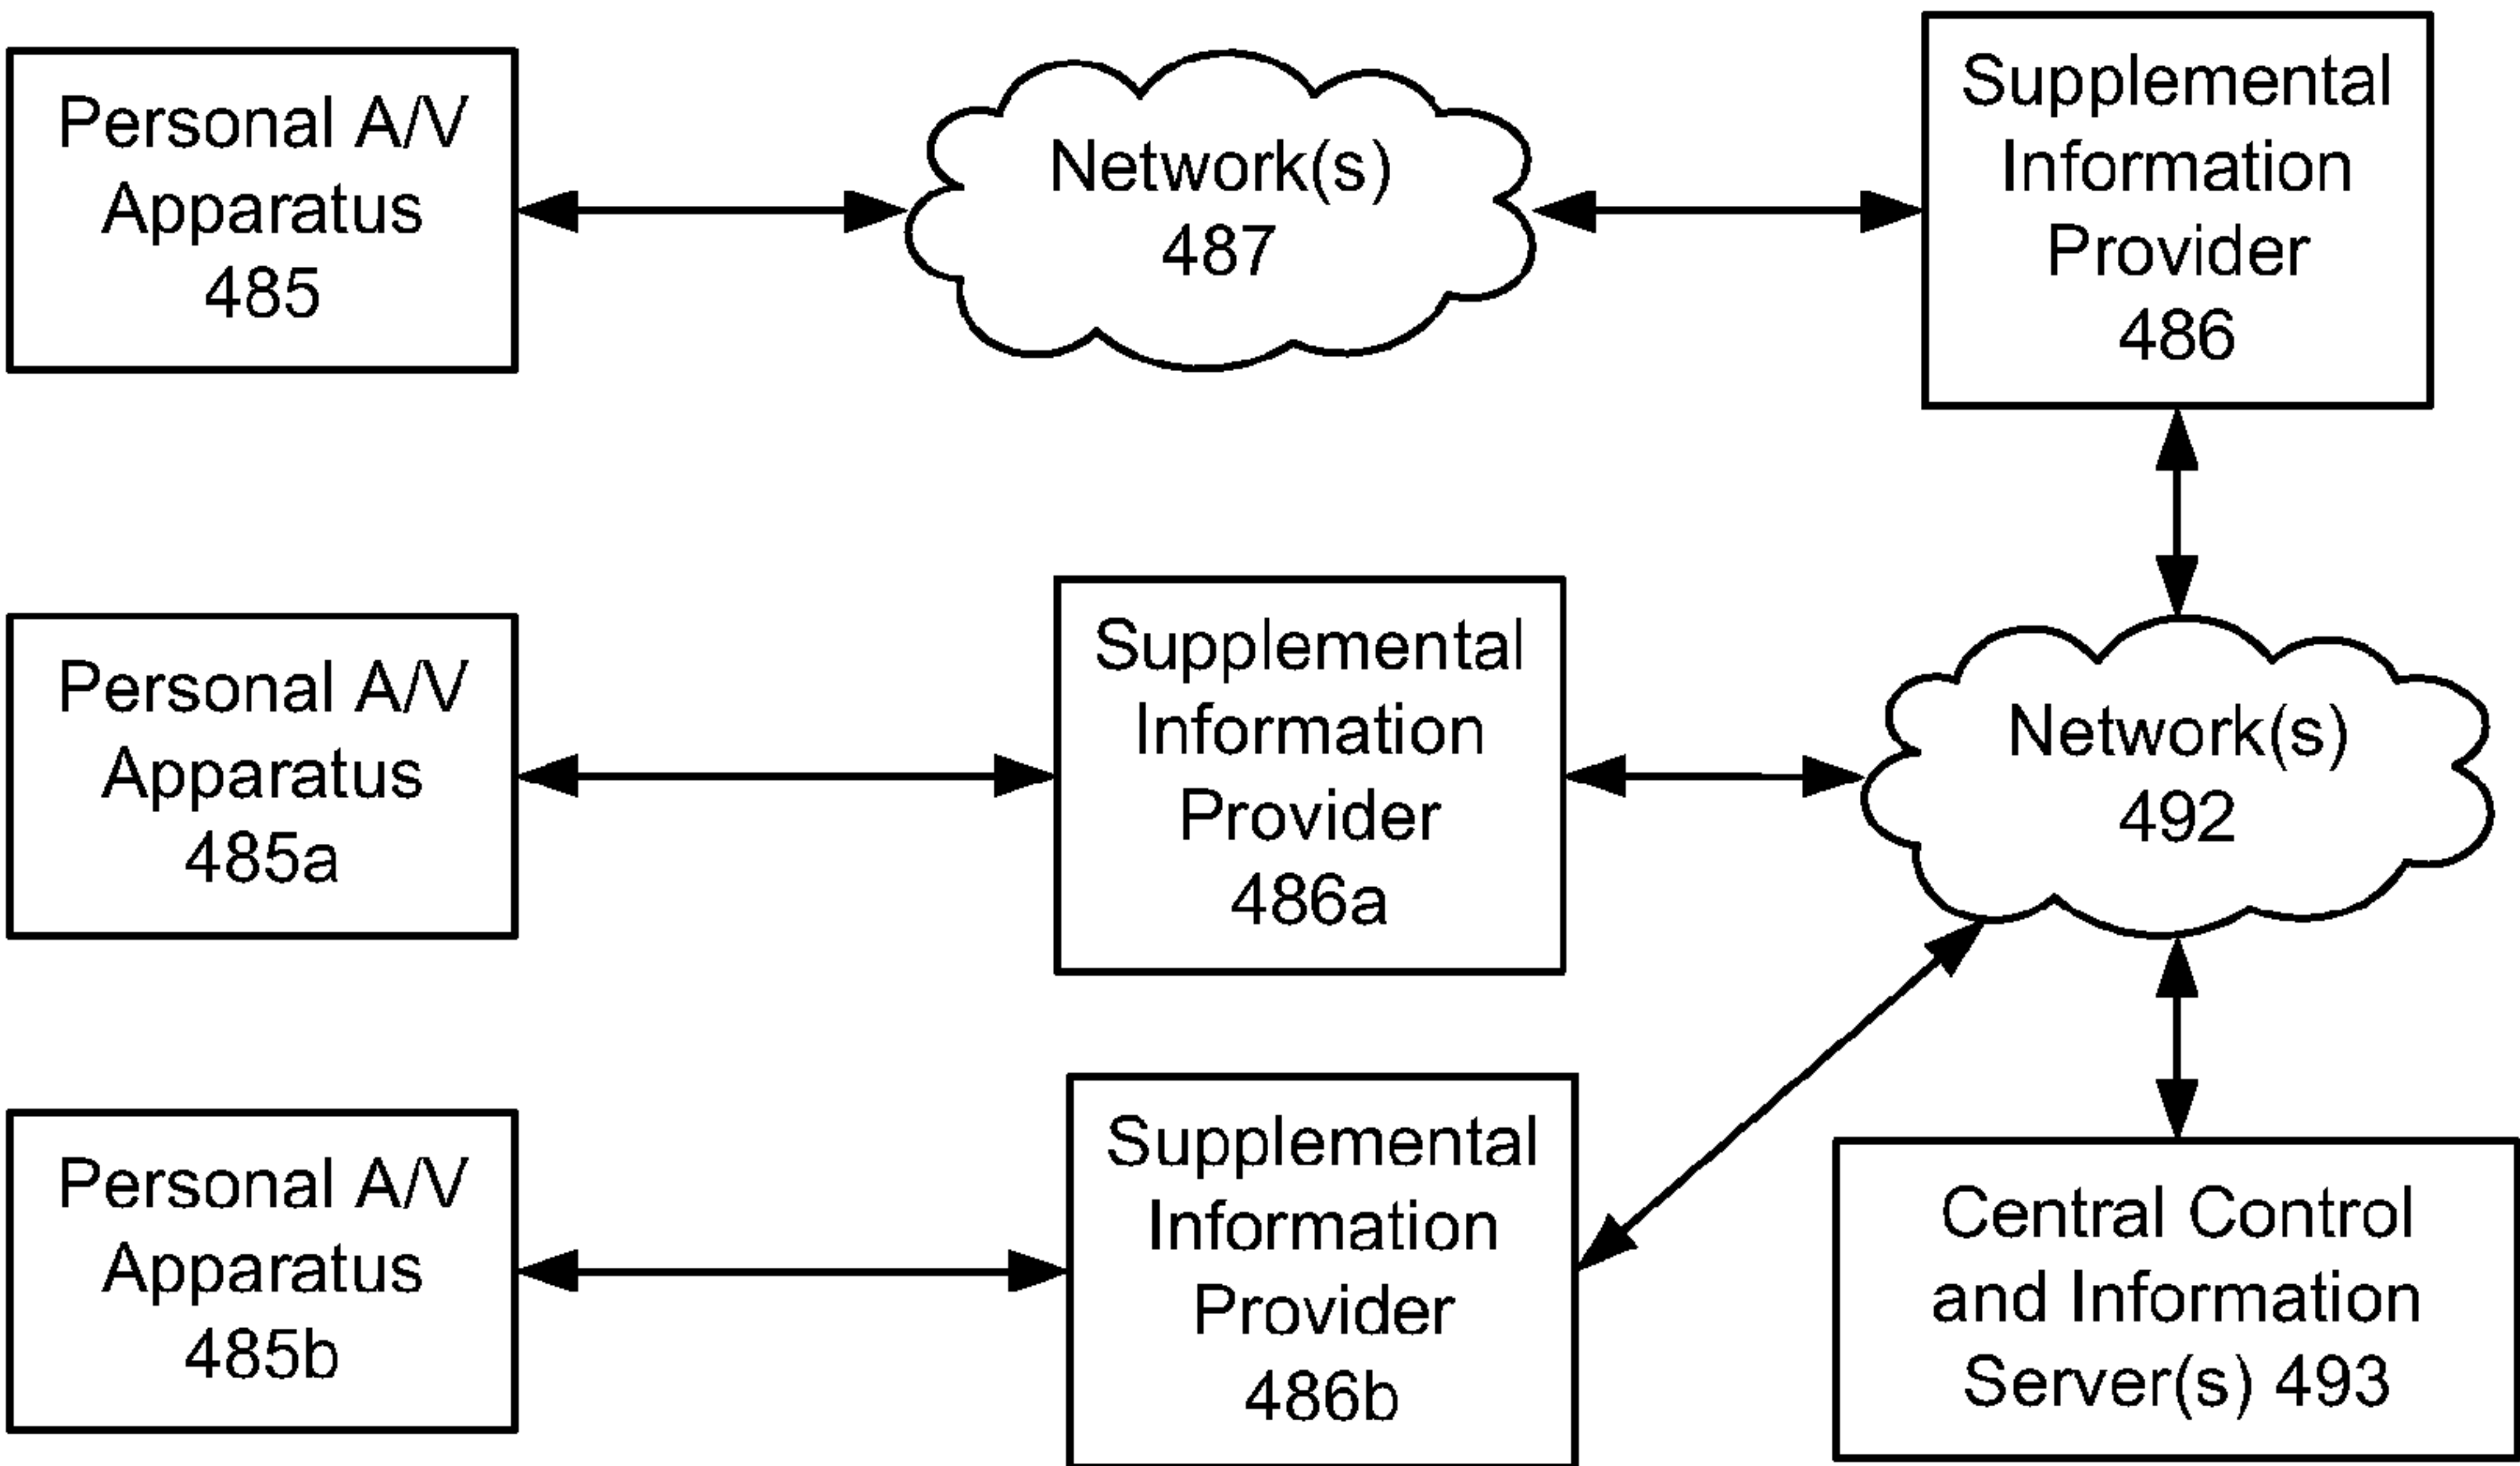 Personal A/V
Apparatus
485
Network(s)
487
Supplemental
Information
Provider
486
Personal A/V
Apparatus
485a
Supplemental
Information
Provider
486a
Network(s)
492
Personal A/V
Apparatus
485b
Supplemental
Information
Provider
486b
Central Control
and Information
Server(s) 493